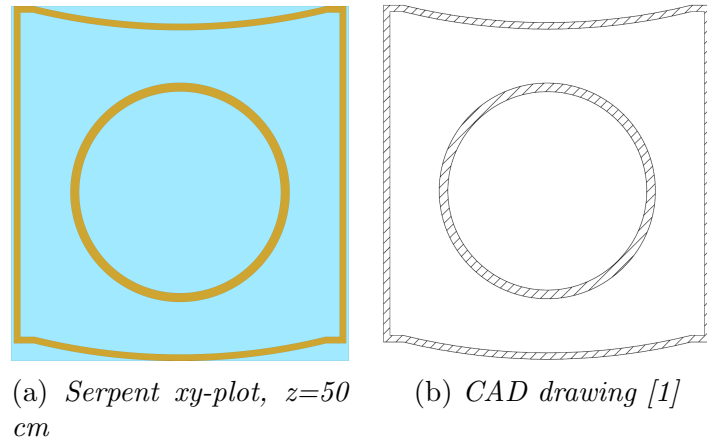 (a) Serpent xy-plot, z=50
cm
(b) CAD drawing [1]